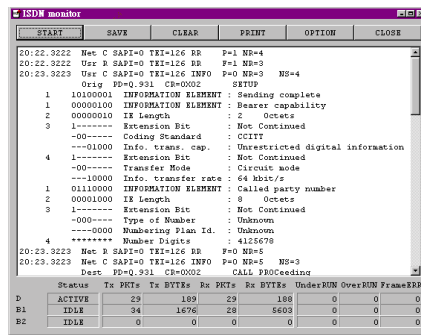 ISDN monitor
START SAVE CLEAR PRINT OPTION CLOSE
20:22.3222 Net C SAPI=0 TEI=126 RR P=1 NR=4
20:22.3222 Usr R SAPI=0 TEI=126 RR F=1 NR=3
20:23.3223 Usr C SAPI=0 TEI=126 INFO P=0 NR=3 NS=4
Orig PD=Q.931 CR=0X02 SETUP
1 10100001 INFORMATION ELEMENT : Sending complete
1 00000100 INFORMATION ELEMENT : Bearer capability
2 00000010 IE Length : 2 Octets
3 1------- Extension Bit : Not Continued
-00----- Coding Standard : CCITT
---01000 Info. trans. cap. : Unrestricted digital information
4 1------- Extension Bit : Not Continued
-00----- Transfer Mode : Circuit mode
---10000 Info. transfer rate : 64 kbit/s
1 01110000 INFORMATION ELEMENT : Called party number
2 00001000 IE Length : 8 Octets
3 1------- Extension Bit : Not Continued
-000---- Type of Number : Unknown
----0000 Numbering Plan Id. : Unknown
4 ******** Number Digits : 4125678
20:23.3223 Net R SAPI=0 TEI=126 RR F=0 NR=5
20:23.3223 Net C SAPI=0 TEI=126 INFO P=0 NR=5 NS=3
Dest PD=Q.931 CR=0X02 CALL PROCeeding
Status Tx PKTs Tx BYTEs Rx PKTs Rx BYTEs UnderRUN OverRUN FrameERR
D ACTIVE 29 189 29 188 0 0 0
B1 IDLE 34 1676 28 5603 0 0 0
B2 IDLE 0 0 0 0 0 0 0